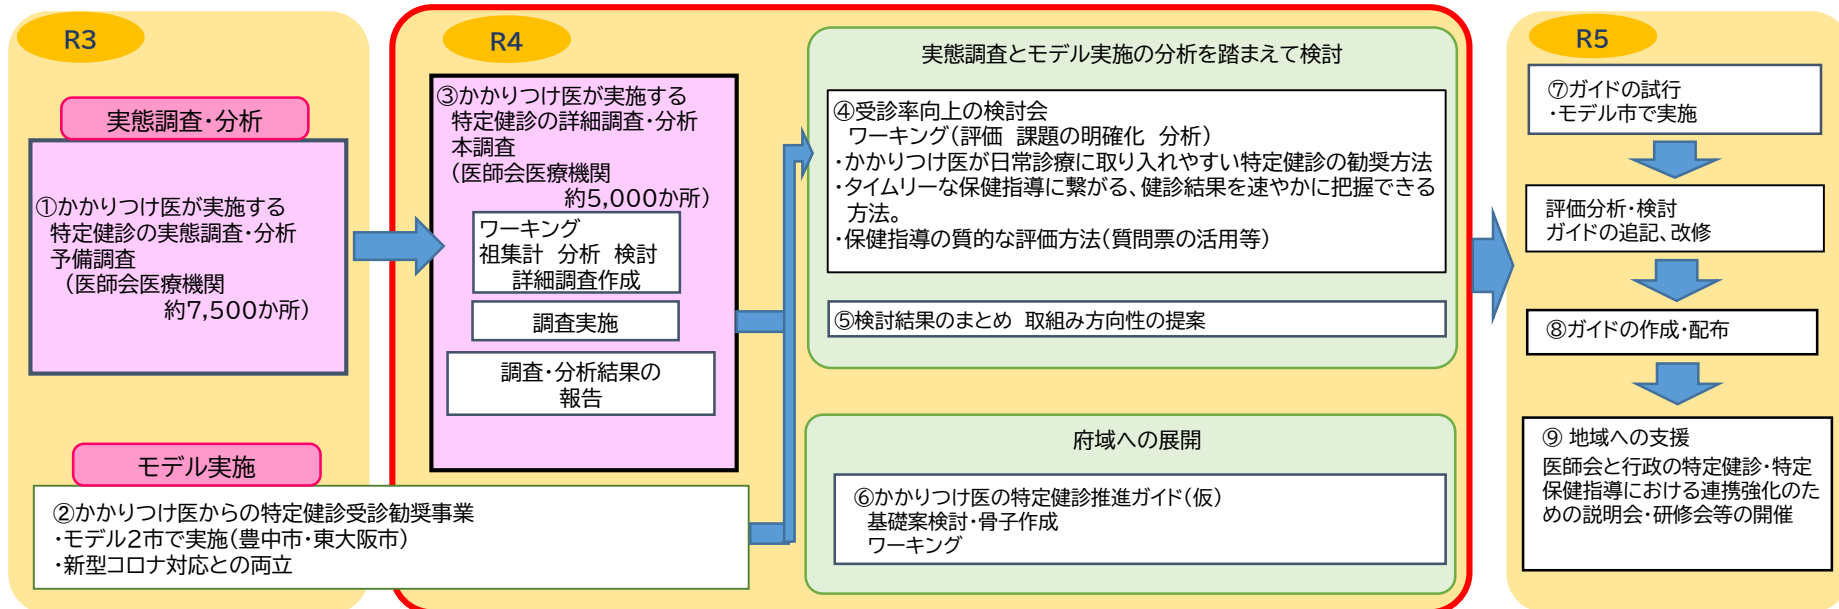 R3
実態調査・分析
①かかりつけ医が実施する
特定健診の実態調査・分析
予備調査
（医師会医療機関
約7,500か所）
モデル実施
②かかりつけ医からの特定健診受診勧奨事業
・モデル2市で実施（豊中市・東大阪市）
・新型コロナ対応との両立
R4
③かかりつけ医が実施する
特定健診の詳細調査・分析
本調査
（医師会医療機関
約5,000か所）
ワーキング
祖集計 分析 検討
詳細調査作成
調査実施
調査・分析結果の
報告
実態調査とモデル実施の分析を踏まえて検討
④受診率向上の検討会
ワーキング（評価 課題の明確化 分析）
・かかりつけ医が日常診療に取り入れやすい特定健診の勧奨方法
・タイムリーな保健指導に繋がる、健診結果を速やかに把握できる
方法。
・保健指導の質的な評価方法（質問票の活用等）
⑤検討結果のまとめ 取組み方向性の提案
府域への展開
⑥かかりつけ医の特定健診推進ガイド（仮）
基礎案検討・骨子作成
ワーキング
R5
⑦ガイドの試行
・モデル市で実施
評価分析・検討
ガイドの追記、改修
⑧ガイドの作成・配布
⑨ 地域への支援
医師会と行政の特定健診・特定
保健指導における連携強化のた
めの説明会・研修会等の開催